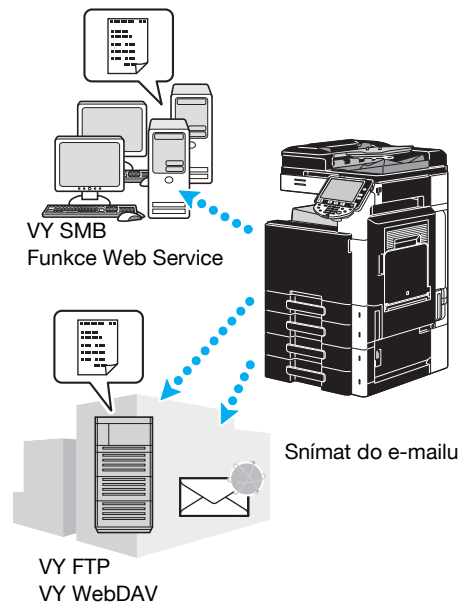 VY SMB
Funkce Web Service
Snímat do e-mailu
VY FTP
VY WebDAV